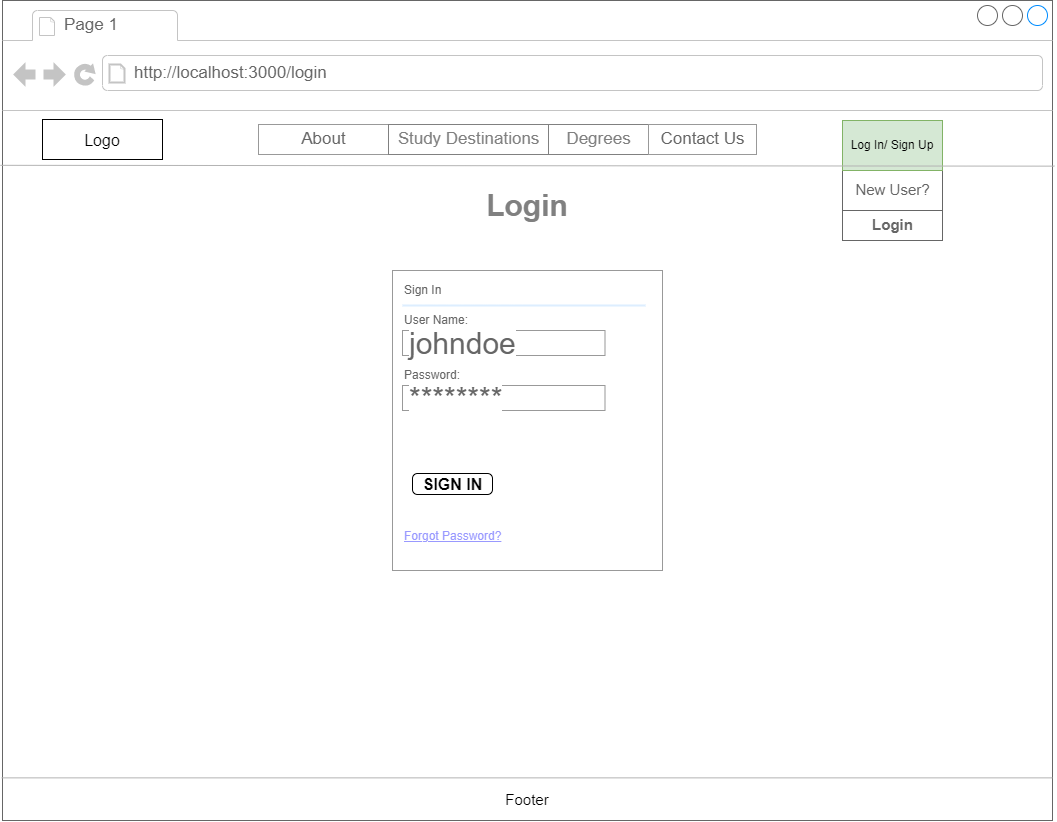 Page 1
http://localhost:3000/login
Logo
About
Study Destinations
Degrees
Contact Us
Log In/ Sign Up
New User?
Login
Login
Sign In
User Name:
johndoe
Password:
********
SIGN IN
Forgot Password?
Footer